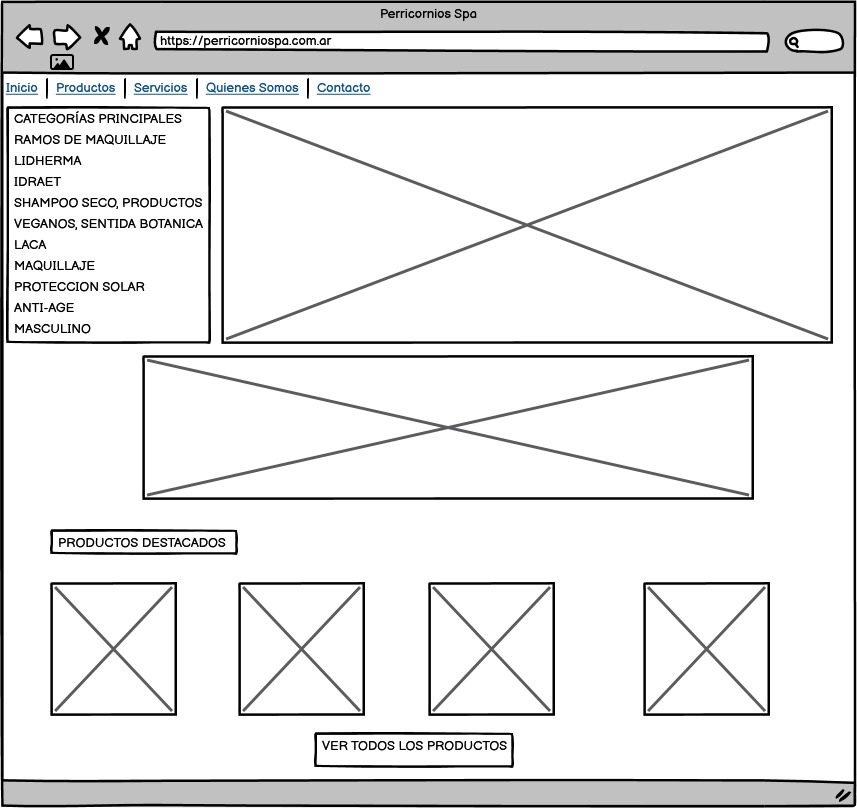 Perricornios Spa
https://perricorniospa.com.ar
Inicio Productos Servicios Quienes Somos Contacto
CATEGORÍAS PRINCIPALES
RAMOS DE MAQUILLAJE
LIDHERMA
IDRAET
SHAMPOO SECO, PRODUCTOS
VEGANOS, SENTIDA BOTANICA
LACA
MAQUILLAJE
PROTECCION SOLAR
ANTI-AGE
MASCULINO
PRODUCTOS DESTACADOS
VER TODOS LOS PRODUCTOS